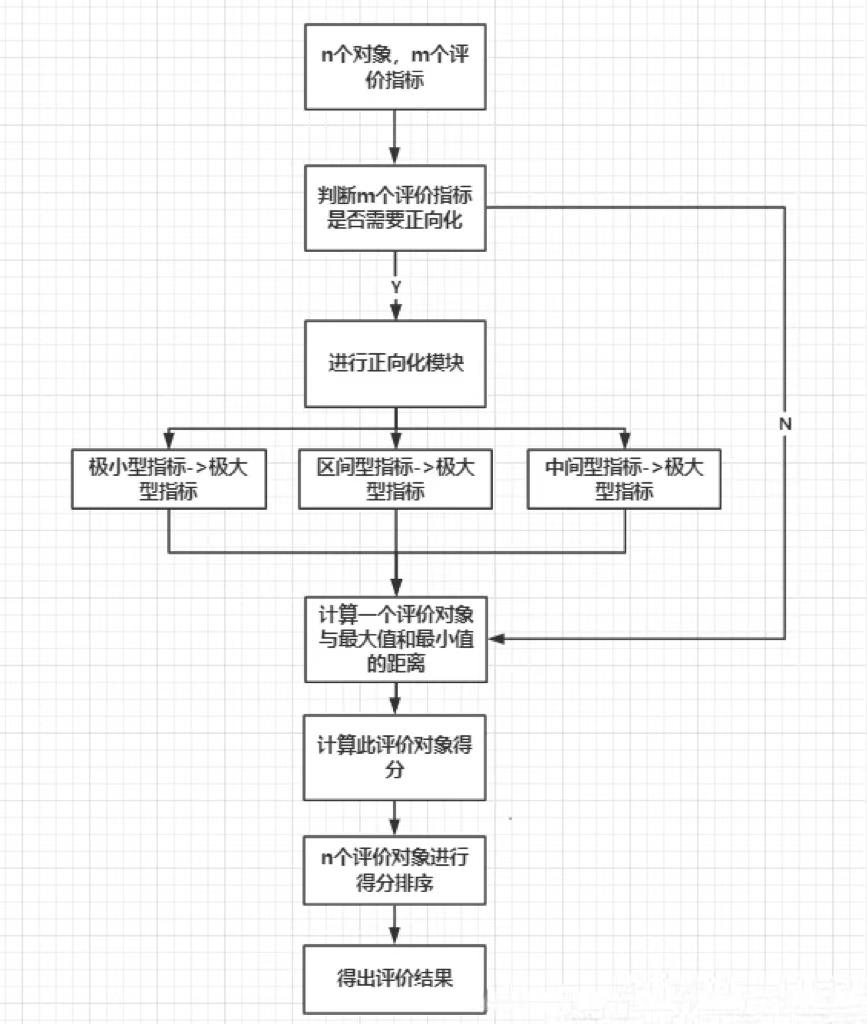 n个对象，m个评
价指标
判断m个评价指标
是否需要正向化
Y
进行正向化模块
N
极小型指标->极大
型指标
区间型指标->极大
型指标
中间型指标->极大
型指标
计算一个评价对象
与最大值和最小值
的距离
计算此评价对象得
分
n个评价对象进行
得分排序
得出评价结果